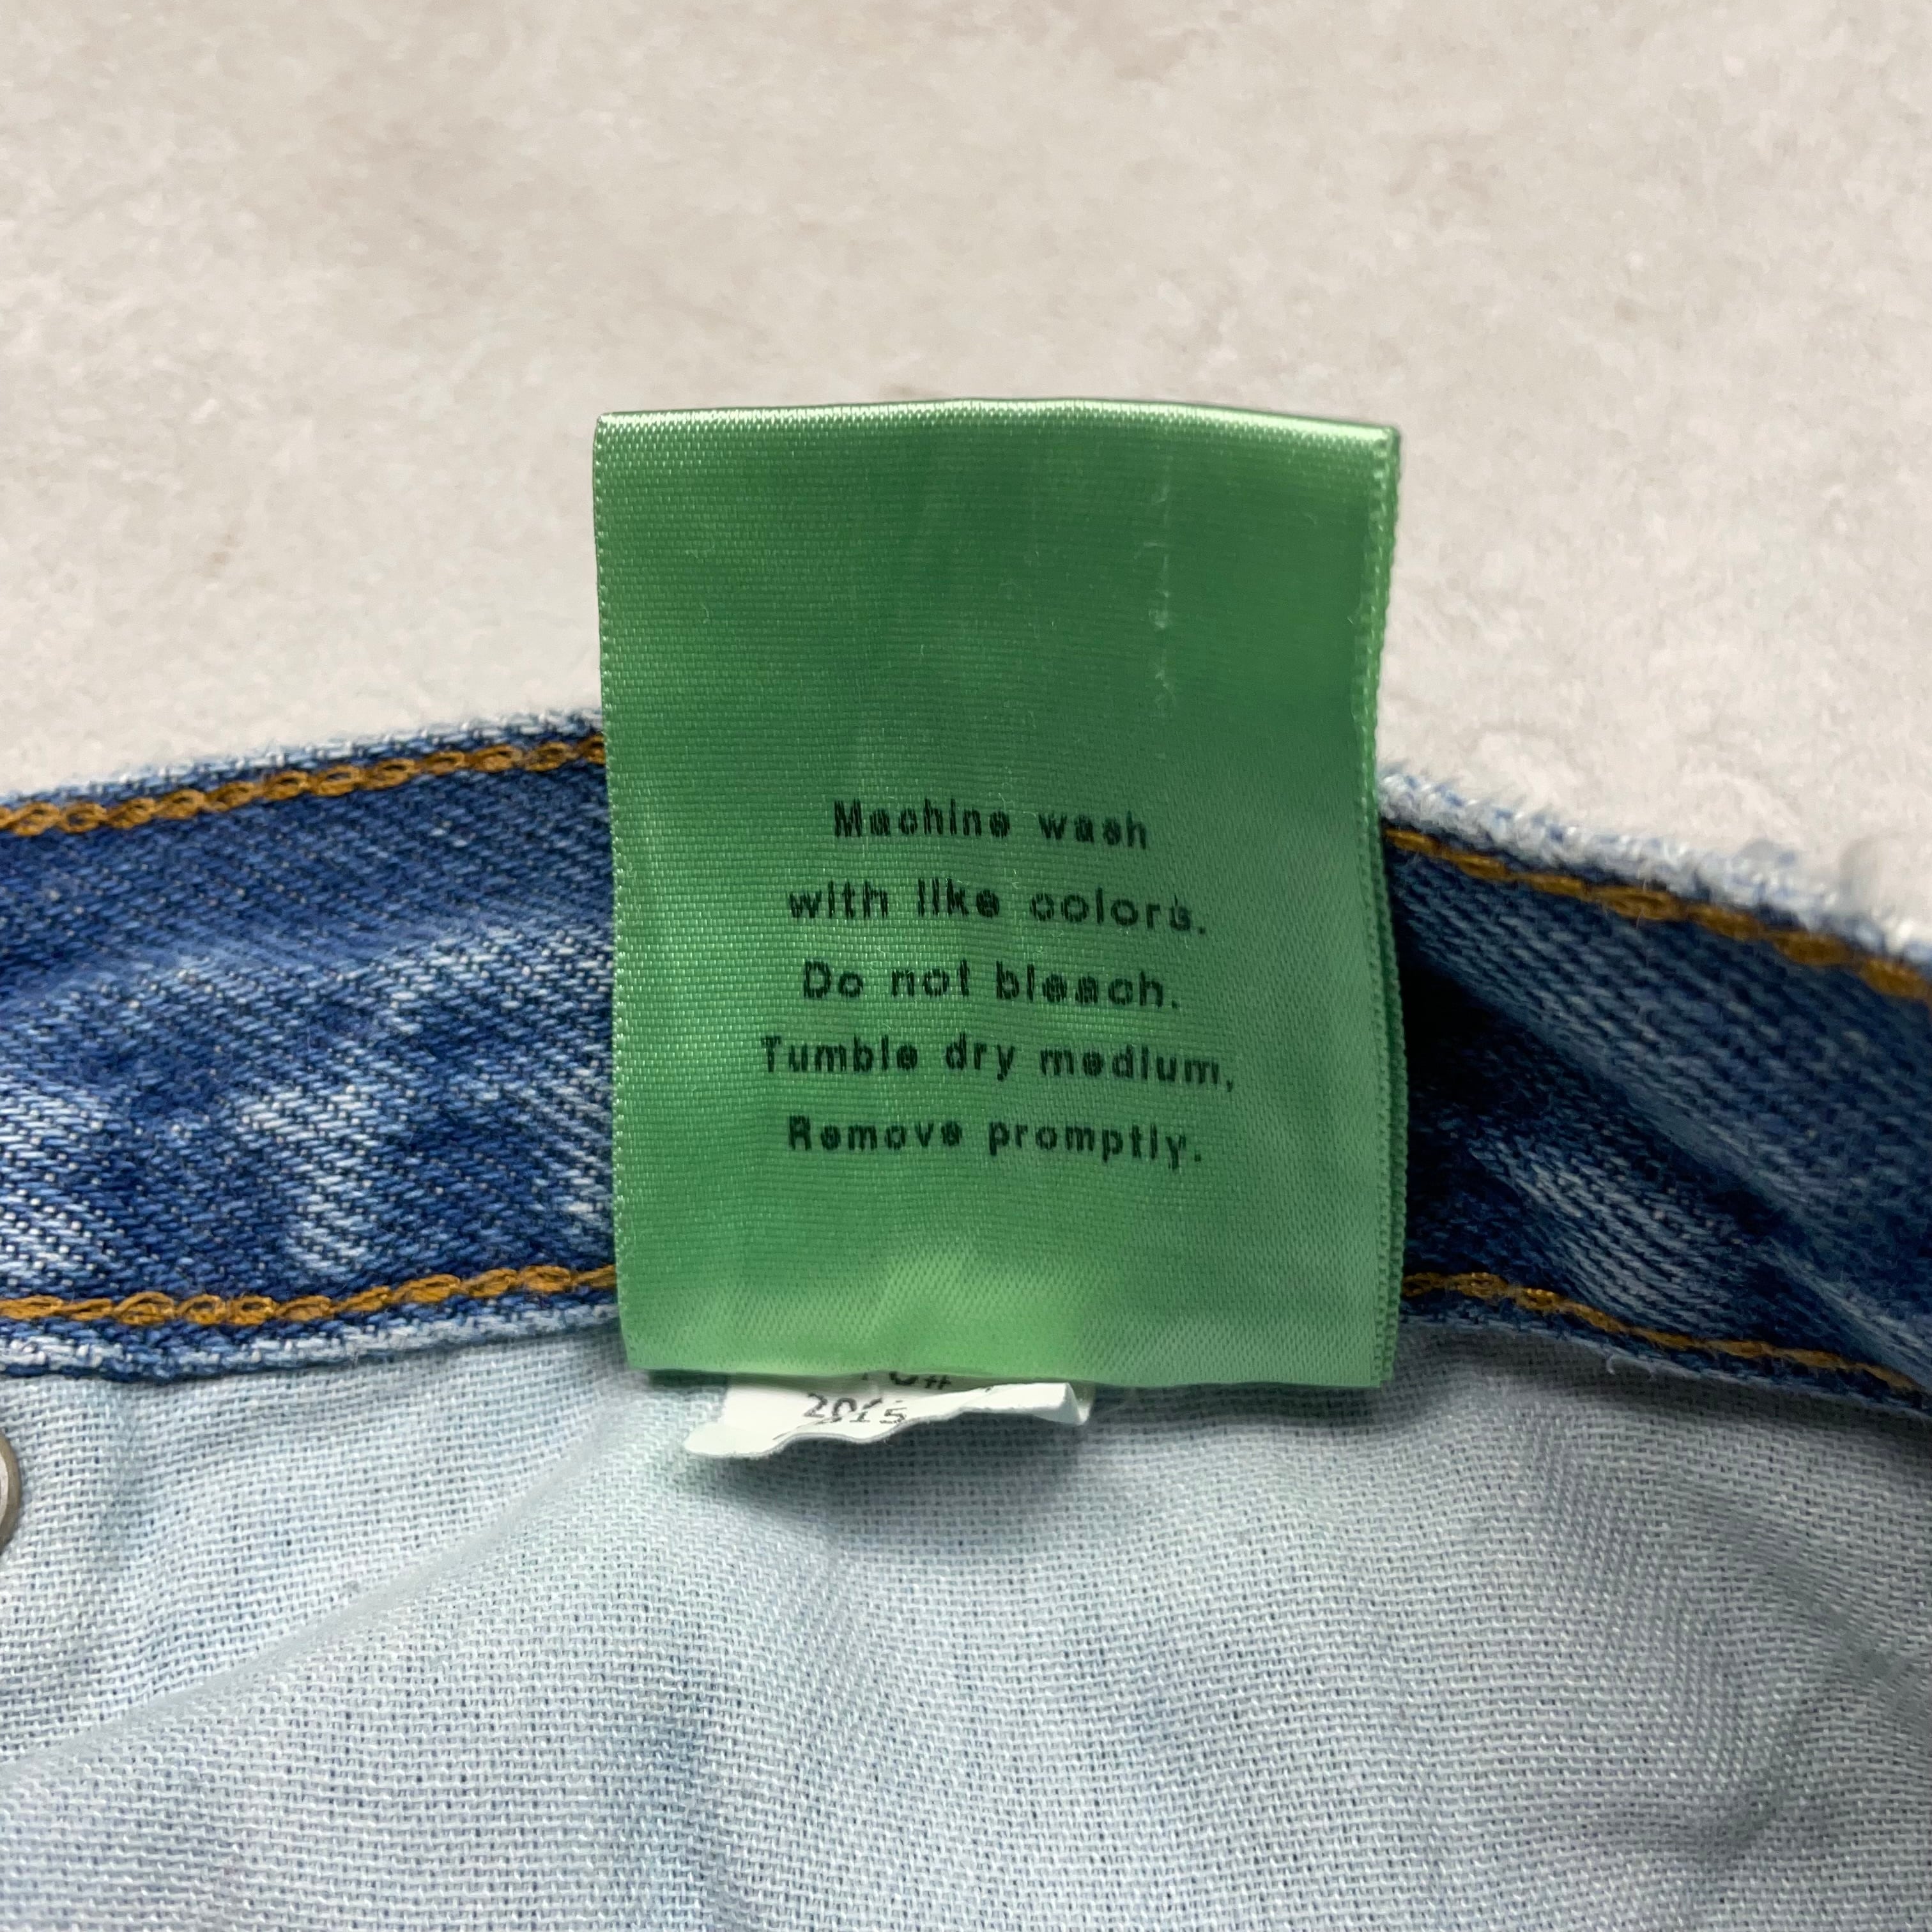 Machine wash
with like colors.
Do not bleach.
Tumble dry medium,
Remove promptly.